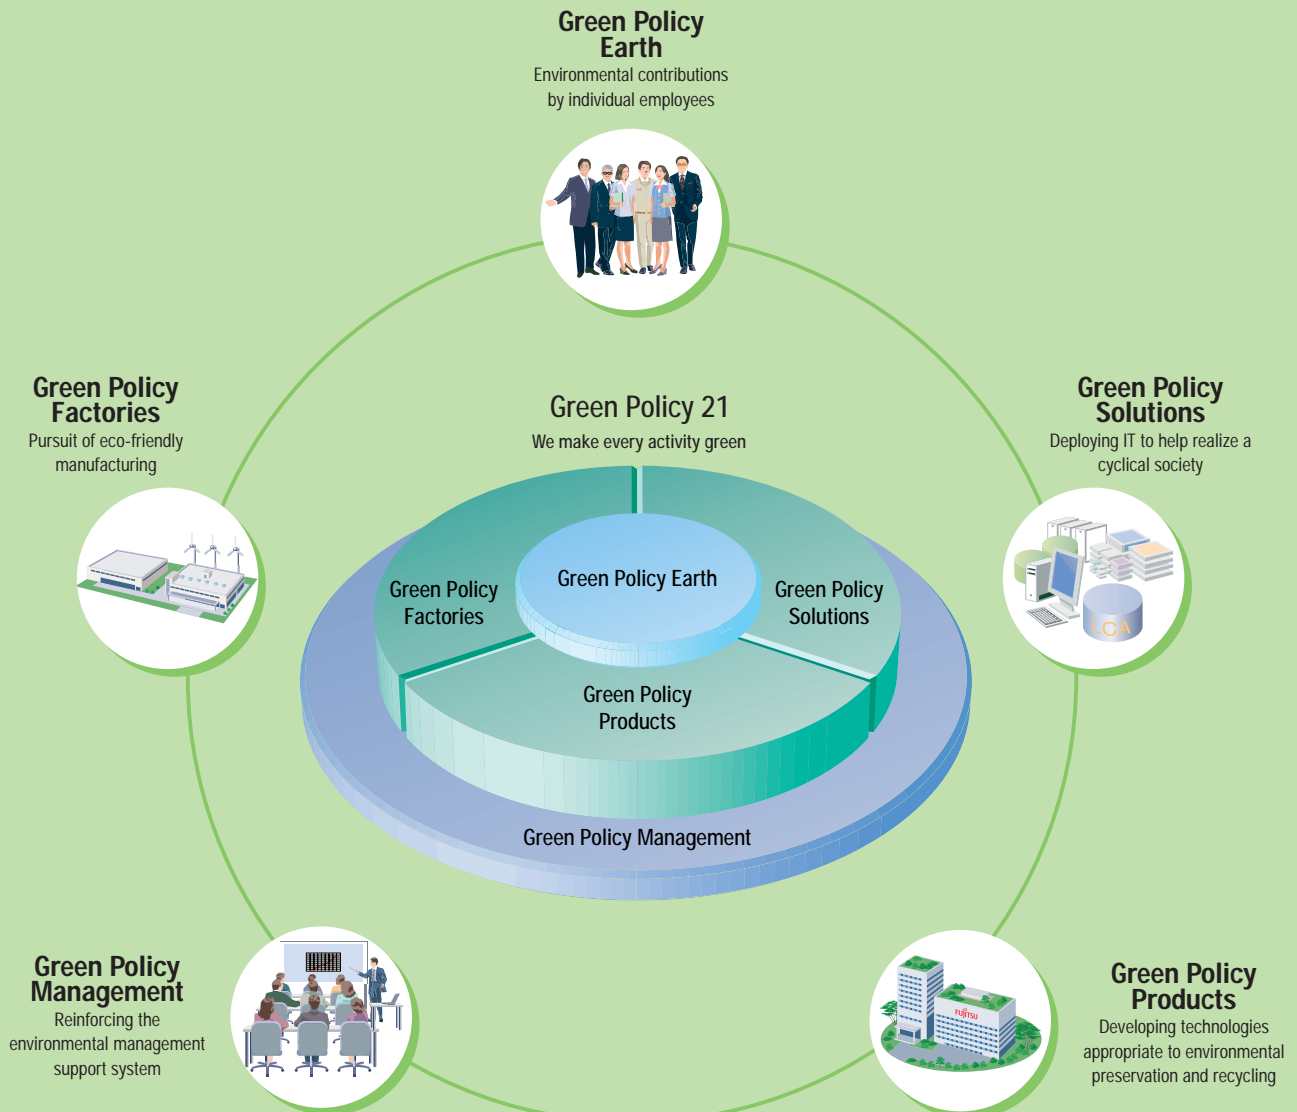 Green Policy
Earth
Environmental contributions
by individual employees
Green Policy
Factories
Pursuit of eco-friendly
manufacturing
Green Policy 21
We make every activity green
Green Policy
Solutions
Deploying IT to help realize a
cyclical society
LCA
Green Policy Earth
Green Policy
Factories
Green Policy
Solutions
Green Policy
Products
Green Policy Management
Green Policy
Management
Reinforcing the
environmental management
support system
FUJITSU
Green Policy
Products
Developing technologies
appropriate to environmental
preservation and recycling